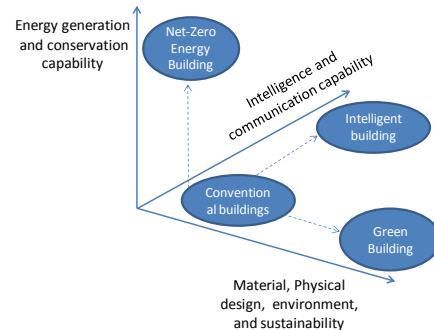 Energy generation
and conservation
capability
Net-Zero
Energy
Building
Intelligence and
communication capability
Intelligent
building
Convention
al buildings
Green
Building
Material, Physical
design, environment,
and sustainability